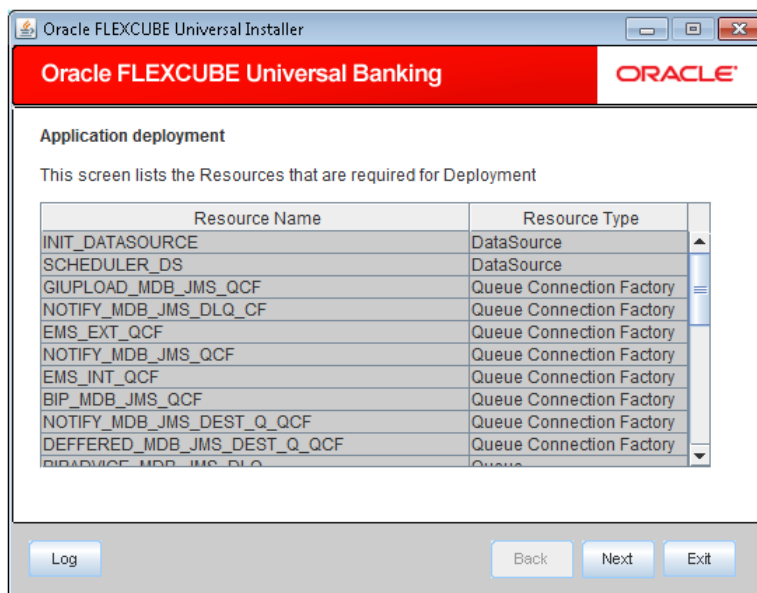 Oracle FLEXCUBE Universal Installer
Oracle FLEXCUBE Universal Banking
ORACLE
Application deployment
This screen lists the Resources that are required for Deployment
Resource Name Resource Type
INIT_DATASOURCE DataSource
SCHEDULER_DS DataSource
GIUPLOAD_MDB_JMS_QCF Queue Connection Factory
NOTIFY_MDB_JMS_DLQ_CF Queue Connection Factory
EMS_EXT_QCF Queue Connection Factory
NOTIFY_MDB_JMS_QCF Queue Connection Factory
EMS_INT_QCF Queue Connection Factory
BIP_MDB_JMS_QCF Queue Connection Factory
NOTIFY_MDB_JMS_DEST_Q_QCF Queue Connection Factory
DEFFERED_MDB_JMS_DEST_Q_QCF Queue Connection Factory
BIPADVICE_MDB_JMS_DLQ Queue
Log Back Next Exit